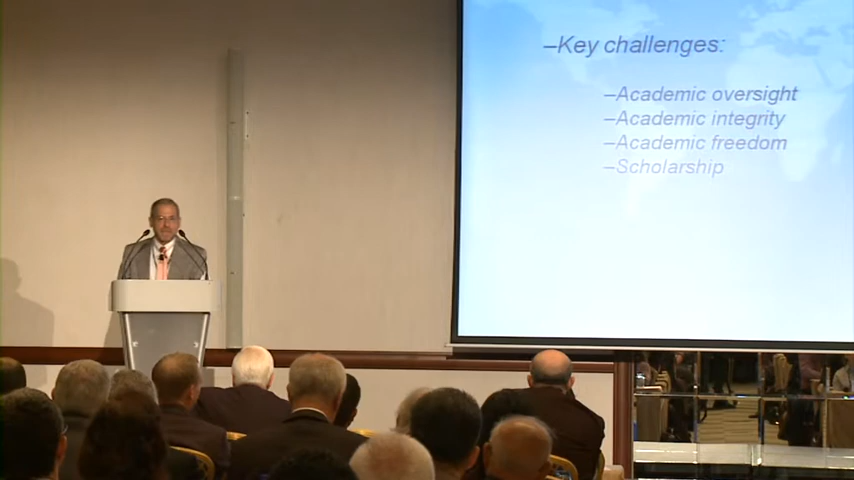 –Key challenges:
–Academic oversight
–Academic integrity
–Academic freedom
–Scholarship